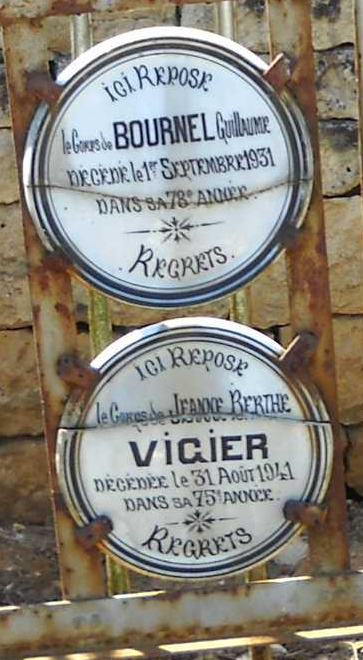 ICI REPOSE
le Corps de BOURNEL Guillaume
DÉCÉDÉ le 1er SEPTEMBRE 1931
DANS SA 78e ANNÉE
REGRETS.
ICI REPOSE
le Corps de JEANNE BERTHE
VIGIER
DÉCÉDÉE le 31 AOÛT 1941
DANS SA 75e ANNÉE.
REGRETS